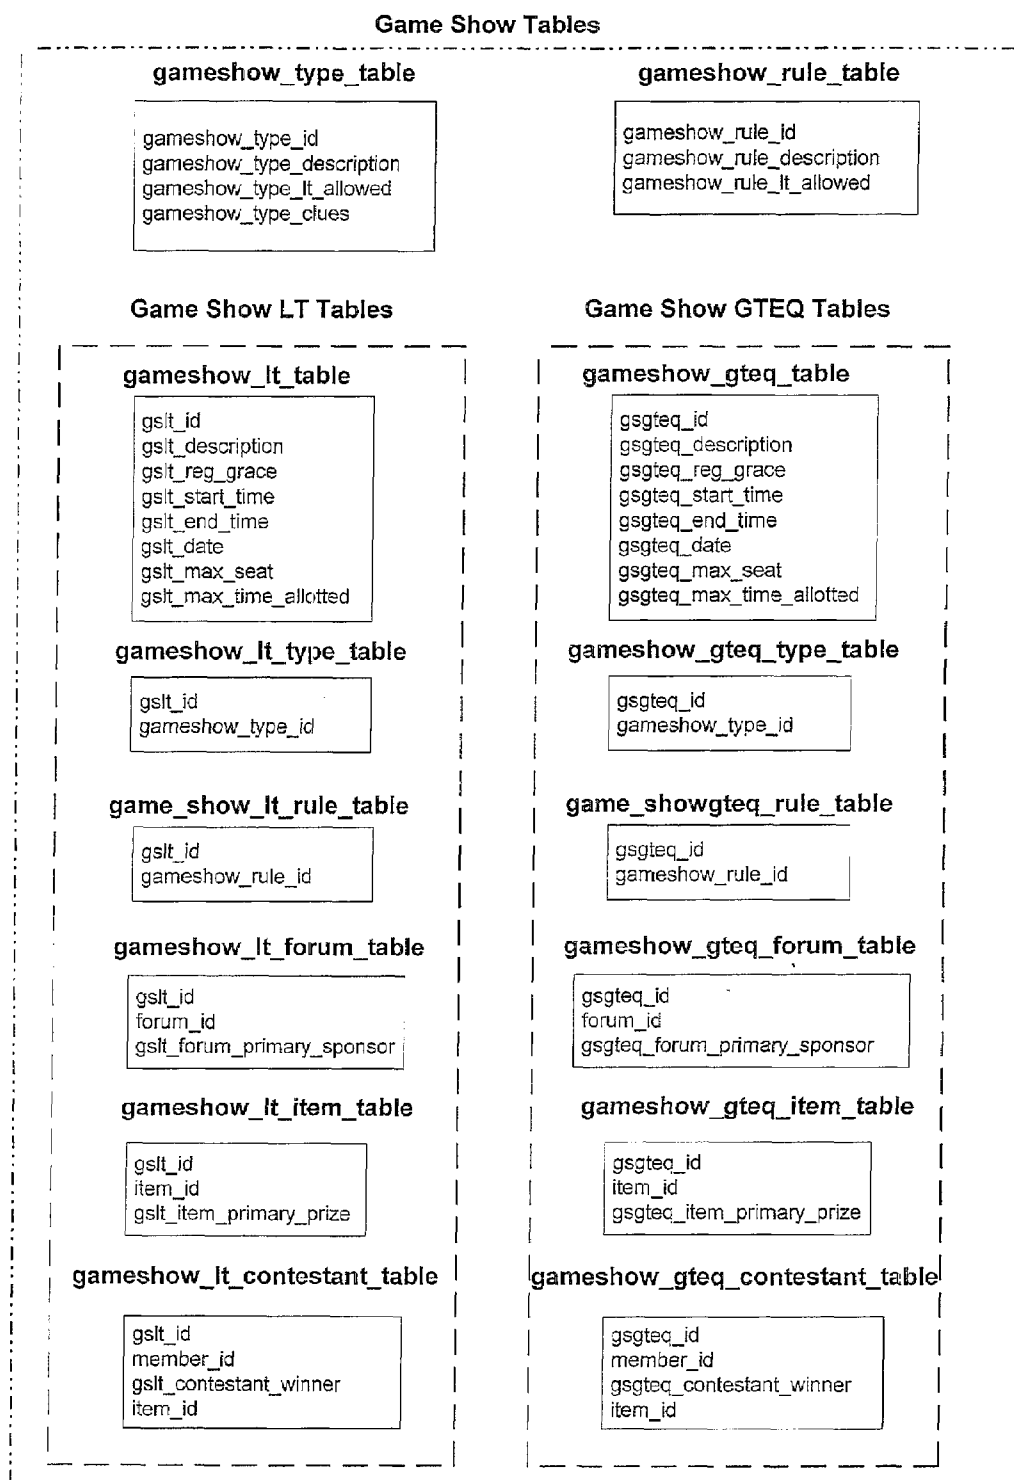 Game Show Tables
gameshow_type_table
gameshow_type_id
gameshow_type_description
gameshow_type_lt_allowed
gameshow_type_clues
gameshow_rule_table
gameshow_rule_id
gameshow_rule_description
gameshow_rule_lt_allowed
Game Show LT Tables
gameshow_lt_table
gslt_id
gslt_description
gslt_reg_grace
gslt_start_time
gslt_end_time
gslt_date
gslt_max_seat
gslt_max_time_allotted
gameshow_lt_type_table
gslt_id
gameshow_type_id
game_show_lt_rule_table
gslt_id
gameshow_rule_id
gameshow_lt_forum_table
gslt_id
forum_id
gslt_forum_primary_sponsor
gameshow_lt_item_table
gslt_id
item_id
gslt_item_primary_prize
gameshow_lt_contestant_table
gslt_id
member_id
gslt_contestant_winner
item_id
Game Show GTEQ Tables
gameshow_gteq_table
gsgteq_id
gsgteq_description
gsgteq_reg_grace
gsgteq_start_time
gsgteq_end_time
gsgteq_date
gsgteq_max_seat
gsgteq_max_time_allotted
gameshow_gteq_type_table
gsgteq_id
gameshow_type_id
game_showgteq_rule_table
gsgteq_id
gameshow_rule_id
gameshow_gteq_forum_table
gsgteq_id
forum_id
gsgteq_forum_primary_sponsor
gameshow_gteq_item_table
gsgteq_id
item_id
gsgteq_item_primary_prize
gameshow_gteq_contestant_table
gsgteq_id
member_id
gsgteq_contestant_winner
item_id